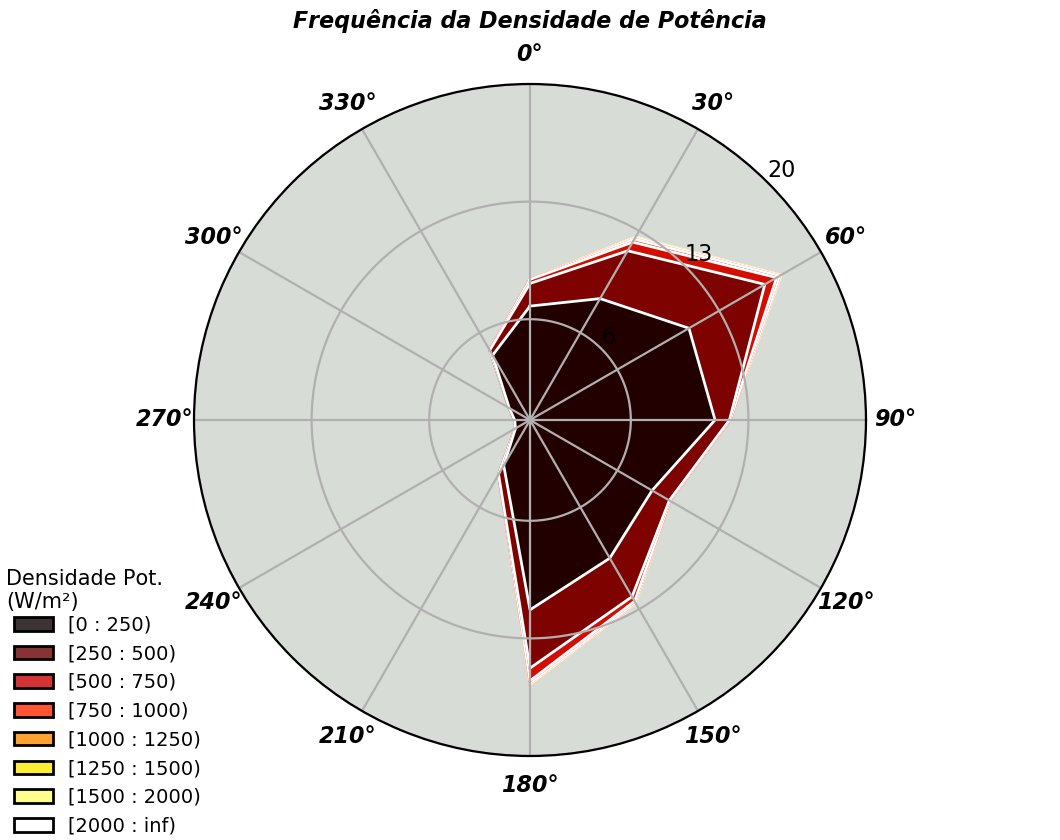 Frequência da Densidade de Potência
0°
330°
30°
20
300°
60°
13
6
270°
90°
240°
120°
210°
150°
180°
Densidade Pot.
(W/m²)
[0 : 250)
[250 : 500)
[500 : 750)
[750 : 1000)
[1000 : 1250)
[1250 : 1500)
[1500 : 2000)
[2000 : inf)